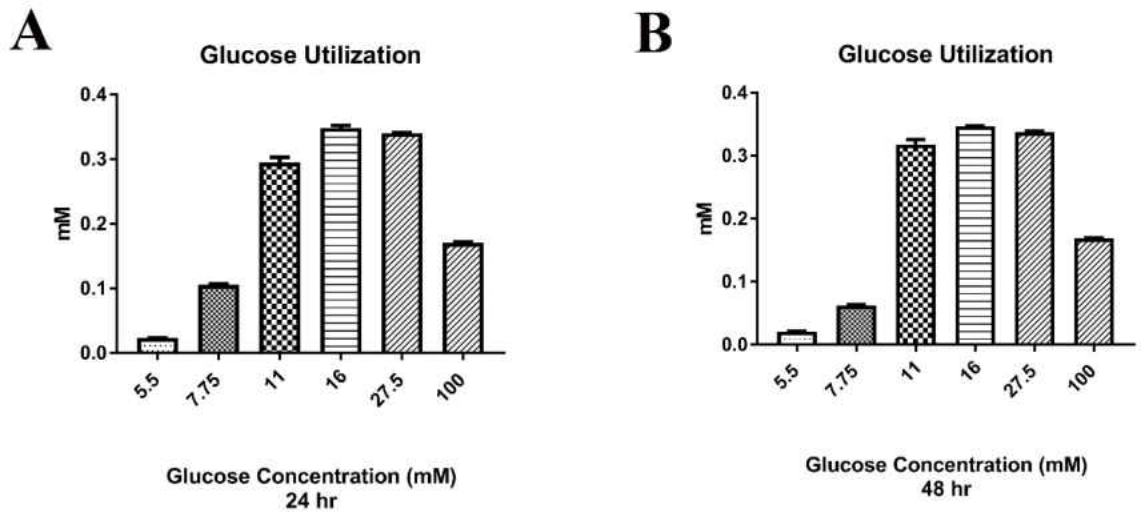 A
Glucose Utilization
0.4
0.3
0.2
0.1
0.0
mM
5.5
7.75
11
16
27.5
100
Glucose Concentration (mM)
24 hr
B
Glucose Utilization
0.4
0.3
0.2
0.1
0.0
mM
5.5
7.75
11
16
27.5
100
Glucose Concentration (mM)
48 hr